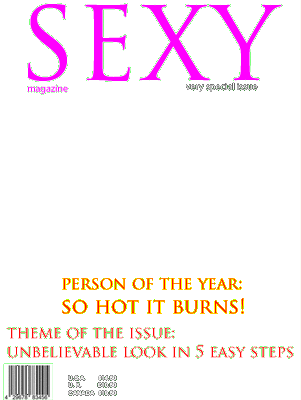 SEXY
magazine very special issue
PERSON OF THE YEAR:
SO HOT IT BURNS!
THEME OF THE ISSUE:
UNBELIEVABLE LOOK IN 5 EASY STEPS
CANADA